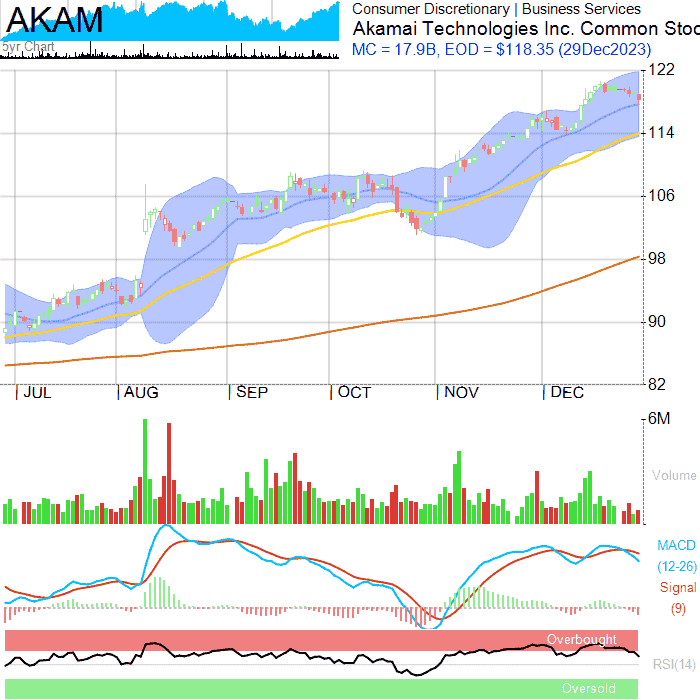 AKAM
5yr Chart
Consumer Discretionary | Business Services
Akamai Technologies Inc. Common Stoc
MC = 17.9B, EOD = $118.35 (29Dec2023)
122
114
106
98
90
82
JUL AUG SEP OCT NOV DEC
6M
Volume
MACD
(12-26)
Signal
(9)
Overbought
RSI(14)
Oversold